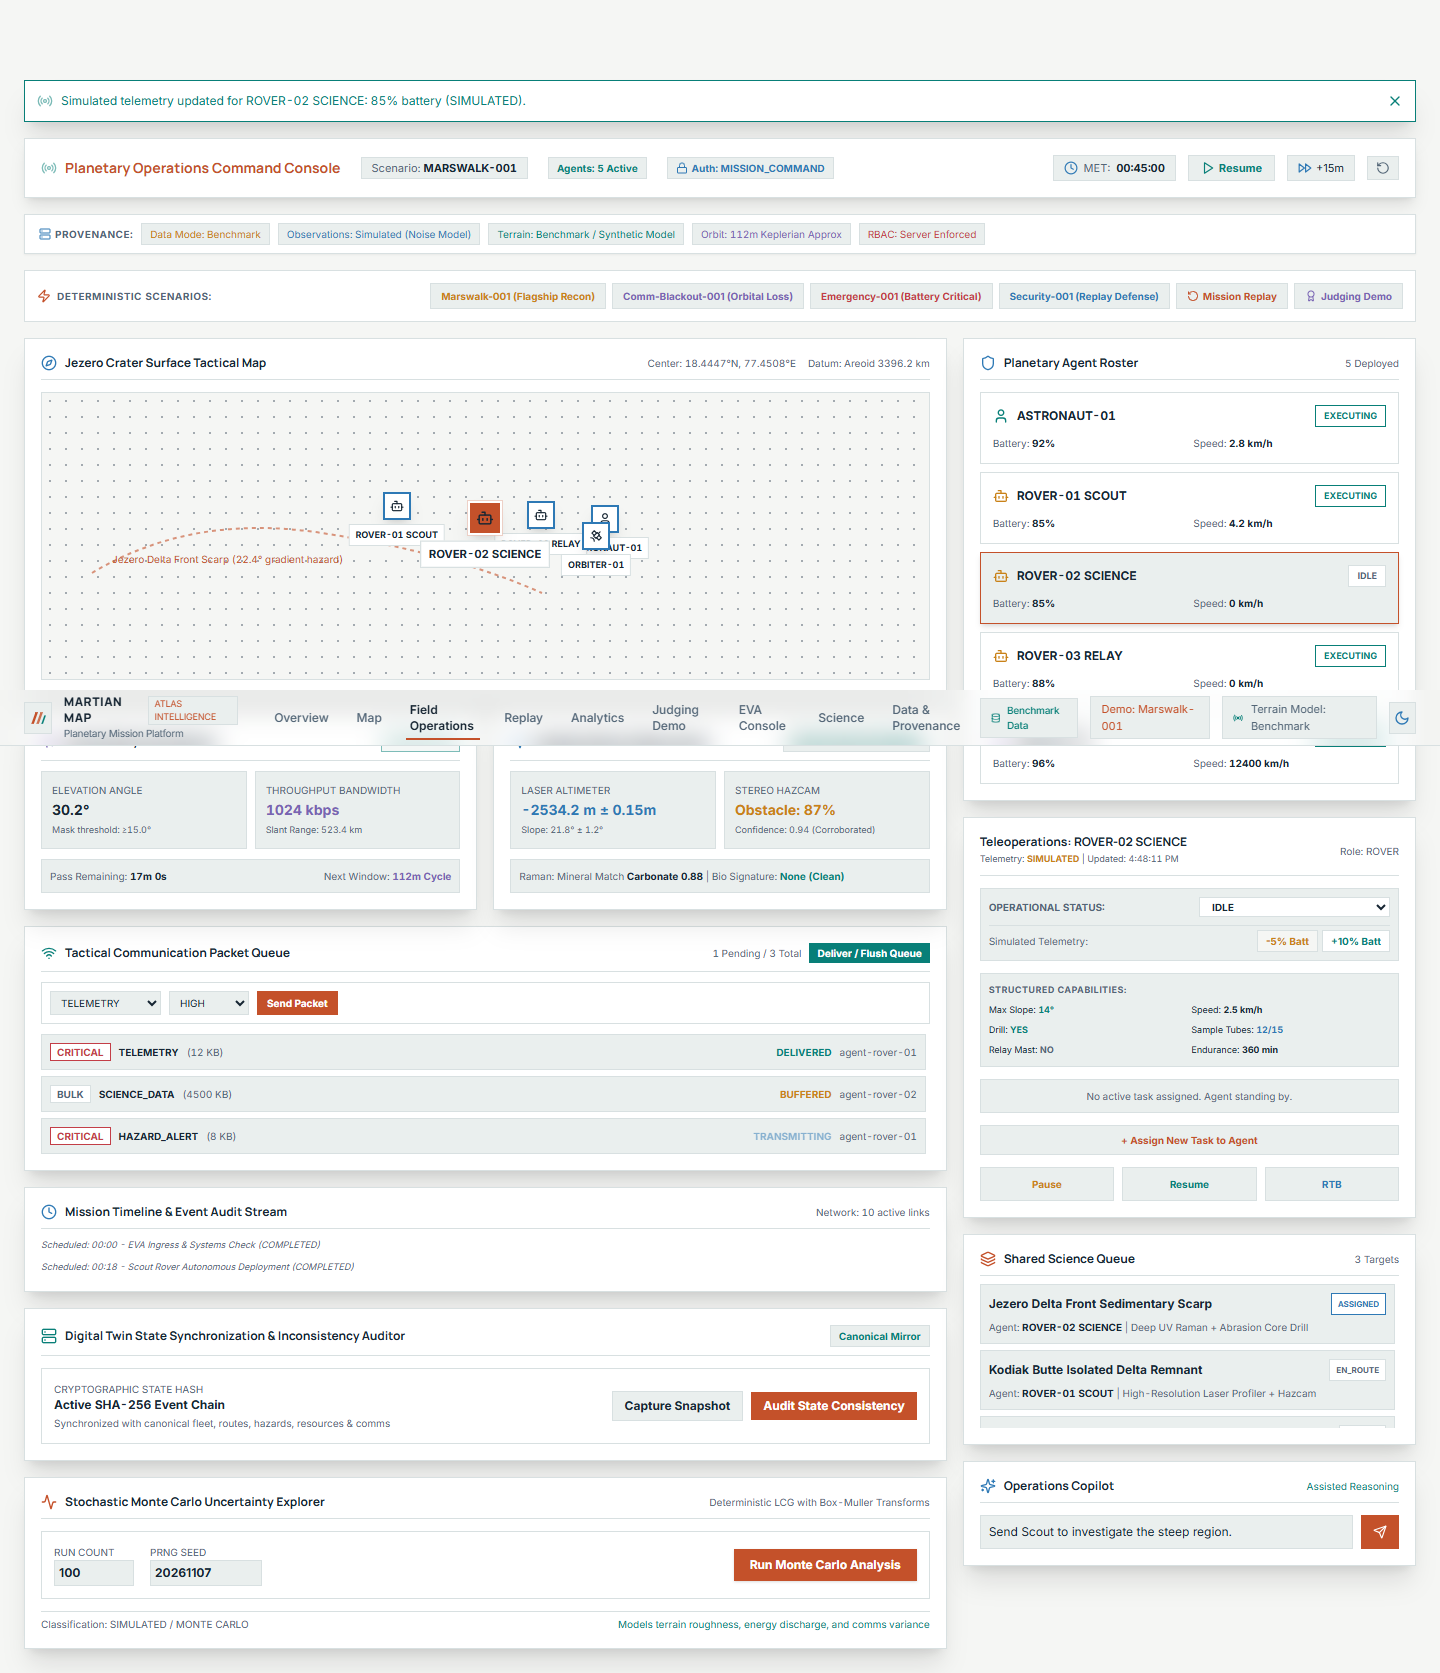 Simulated telemetry updated for ROVER-02 SCIENCE: 85% battery (SIMULATED).
Planetary Operations Command Console
Scenario: MARSWALK-001
Agents: 5 Active
Auth: MISSION_COMMAND
MET: 00:45:00
Resume
+15m
PROVENANCE:
Data Mode: Benchmark
Observations: Simulated (Noise Model)
Terrain: Benchmark / Synthetic Model
Orbit: 112m Keplerian Approx
RBAC: Server Enforced
DETERMINISTIC SCENARIOS:
Marswalk-001 (Flagship Recon)
Comm-Blackout-001 (Orbital Loss)
Emergency-001 (Battery Critical)
Security-001 (Replay Defense)
Mission Replay
Judging Demo
Jezero Crater Surface Tactical Map
Center: 18.4447°N, 77.4508°E
Datum: Areoid 3396.2 km
Jezero Delta Front Scarp (22.4° gradient hazard)
ROVER-01 SCOUT
ROVER-02 SCIENCE
RELAY
AUT-01
ORBITER-01
Planetary Agent Roster
5 Deployed
ASTRONAUT-01
EXECUTING
Battery: 92%
Speed: 2.8 km/h
ROVER-01 SCOUT
EXECUTING
Battery: 85%
Speed: 4.2 km/h
ROVER-02 SCIENCE
IDLE
Battery: 85%
Speed: 0 km/h
ROVER-03 RELAY
EXECUTING
Battery: 88%
Speed: 0 km/h
MARTIAN MAP
ATLAS INTELLIGENCE
Planetary Mission Platform
Overview
Map
Field Operations
Replay
Analytics
Judging Demo
EVA Console
Science
Data & Provenance
Benchmark Data
Demo: Marswalk-001
Terrain Model: Benchmark
Battery: 96%
Speed: 12400 km/h
ELEVATION ANGLE
30.2°
Mask threshold: ≥15.0°
THROUGHPUT BANDWIDTH
1024 kbps
Slant Range: 523.4 km
Pass Remaining: 17m 0s
Next Window: 112m Cycle
LASER ALTIMETER
-2534.2 m ± 0.15m
Slope: 21.8° ± 1.2°
STEREO HAZCAM
Obstacle: 87%
Confidence: 0.94 (Corroborated)
Raman: Mineral Match Carbonate 0.88 | Bio Signature: None (Clean)
Teleoperations: ROVER-02 SCIENCE
Telemetry: SIMULATED | Updated: 4:48:11 PM
Role: ROVER
OPERATIONAL STATUS:
IDLE
Simulated Telemetry:
-5% Batt
+10% Batt
STRUCTURED CAPABILITIES:
Max Slope: 14°
Speed: 2.5 km/h
Drill: YES
Sample Tubes: 12/15
Relay Mast: NO
Endurance: 360 min
No active task assigned. Agent standing by.
+ Assign New Task to Agent
Pause
Resume
RTB
Tactical Communication Packet Queue
1 Pending / 3 Total
Deliver / Flush Queue
TELEMETRY
HIGH
Send Packet
CRITICAL TELEMETRY (12 KB)
DELIVERED agent-rover-01
BULK SCIENCE_DATA (4500 KB)
BUFFERED agent-rover-02
CRITICAL HAZARD_ALERT (8 KB)
TRANSMITTING agent-rover-01
Mission Timeline & Event Audit Stream
Network: 10 active links
Scheduled: 00:00 - EVA Ingress & Systems Check (COMPLETED)
Scheduled: 00:18 - Scout Rover Autonomous Deployment (COMPLETED)
Shared Science Queue
3 Targets
Jezero Delta Front Sedimentary Scarp
ASSIGNED
Agent: ROVER-02 SCIENCE | Deep UV Raman + Abrasion Core Drill
Kodiak Butte Isolated Delta Remnant
EN_ROUTE
Agent: ROVER-01 SCOUT | High-Resolution Laser Profiler + Hazcam
Digital Twin State Synchronization & Inconsistency Auditor
Canonical Mirror
CRYPTOGRAPHIC STATE HASH
Active SHA-256 Event Chain
Synchronized with canonical fleet, routes, hazards, resources & comms
Capture Snapshot
Audit State Consistency
Stochastic Monte Carlo Uncertainty Explorer
Deterministic LCG with Box-Muller Transforms
RUN COUNT
100
PRNG SEED
20261107
Run Monte Carlo Analysis
Classification: SIMULATED / MONTE CARLO
Models terrain roughness, energy discharge, and comms variance
Operations Copilot
Assisted Reasoning
Send Scout to investigate the steep region.